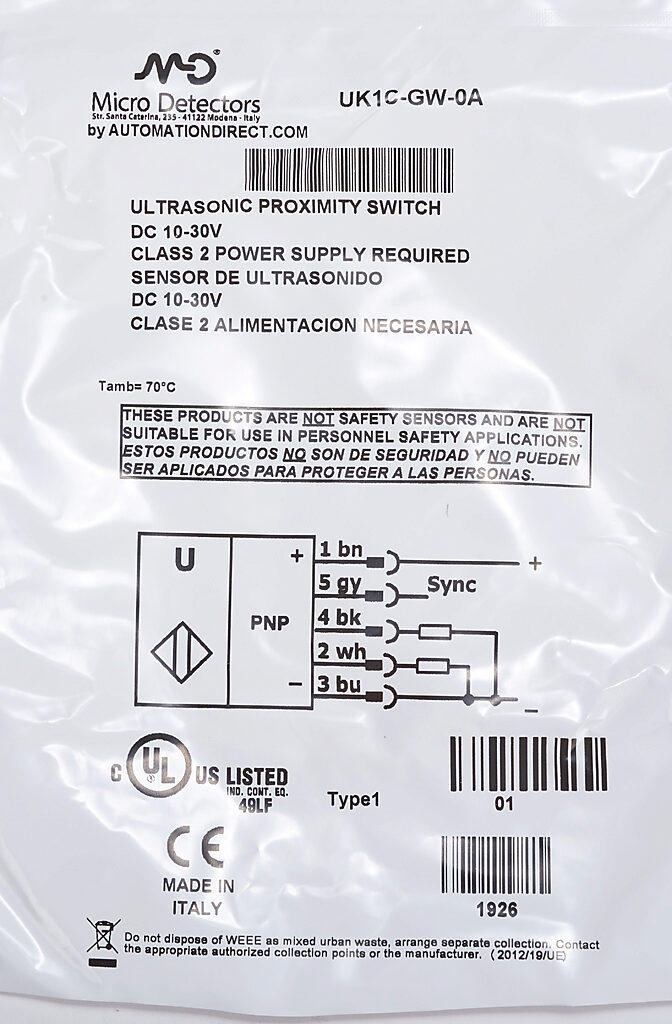 MD®
Micro Detectors
Str. Santa Caterina, 235 - 41122 Modena - Italy
by AUTOMATIONDIRECT.COM
UK1C-GW-0A
ULTRASONIC PROXIMITY SWITCH
DC 10-30V
CLASS 2 POWER SUPPLY REQUIRED
SENSOR DE ULTRASONIDO
DC 10-30V
CLASE 2 ALIMENTACION NECESARIA
Tamb= 70°C
THESE PRODUCTS ARE NOT SAFETY SENSORS AND ARE NOT
SUITABLE FOR USE IN PERSONNEL SAFETY APPLICATIONS.
ESTOS PRODUCTOS NO SON DE SEGURIDAD Y NO PUEDEN
SER APLICADOS PARA PROTEGER A LAS PERSONAS.
U
PNP
+ 1 bn +
5 gy Sync
4 bk
2 wh
– 3 bu –
C UL® US LISTED
IND. CONT. EQ.
49LF
Type1
01
CE
MADE IN
ITALY
1926
Do not dispose of WEEE as mixed urban waste, arrange separate collection. Contact
the appropriate authorized collection points or the manufacturer. (2012/19/UE)